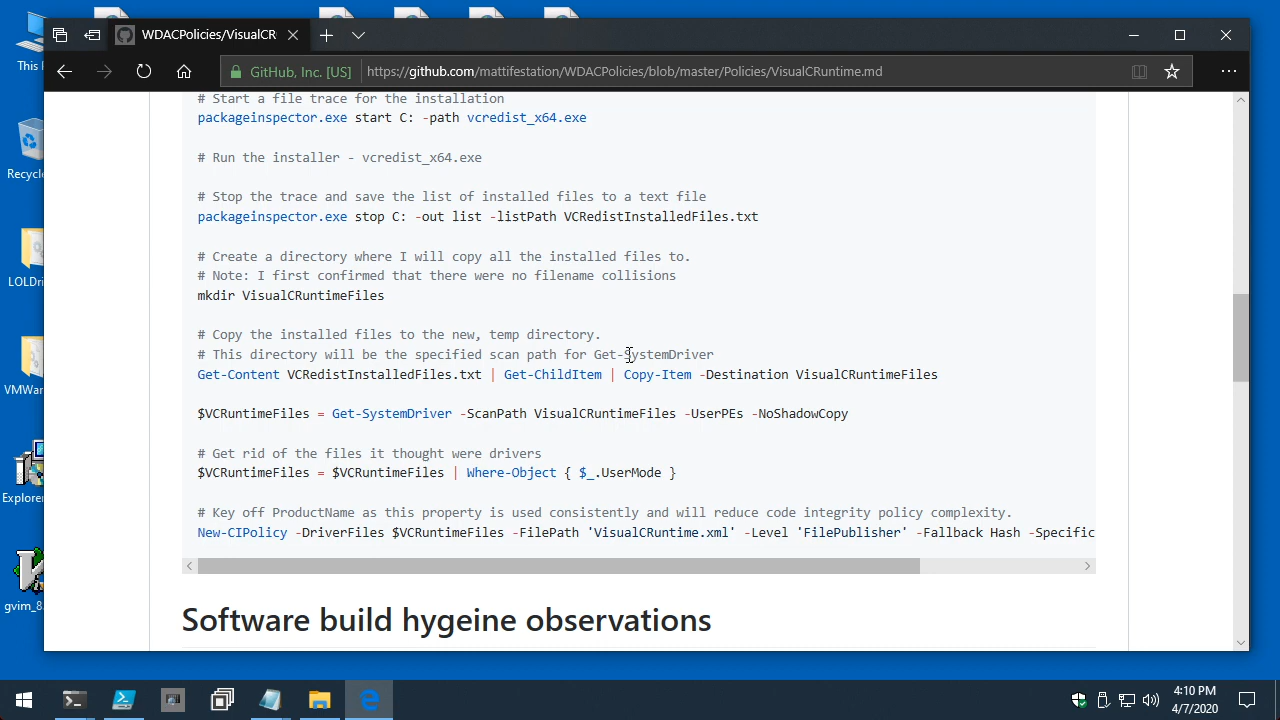 WDACPolicies/VisualCR
GitHub, Inc. [US]
https://github.com/mattifestation/WDACPolicies/blob/master/Policies/VisualCRuntime.md
This
Recycl
LOLDri
VMWar
Explorer
gvim_8.
# Start a file trace for the installation
packageinspector.exe start C: -path vcredist_x64.exe
# Run the installer - vcredist_x64.exe
# Stop the trace and save the list of installed files to a text file
packageinspector.exe stop C: -out list -listPath VCRedistInstalledFiles.txt
# Create a directory where I will copy all the installed files to.
# Note: I first confirmed that there were no filename collisions
mkdir VisualCRuntimeFiles
# Copy the installed files to the new, temp directory.
# This directory will be the specified scan path for Get-SystemDriver
Get-Content VCRedistInstalledFiles.txt | Get-ChildItem | Copy-Item -Destination VisualCRuntimeFiles
$VCRuntimeFiles = Get-SystemDriver -ScanPath VisualCRuntimeFiles -UserPEs -NoShadowCopy
# Get rid of the files it thought were drivers
$VCRuntimeFiles = $VCRuntimeFiles | Where-Object { $_.UserMode }
# Key off ProductName as this property is used consistently and will reduce code integrity policy complexity.
New-CIPolicy -DriverFiles $VCRuntimeFiles -FilePath 'VisualCRuntime.xml' -Level 'FilePublisher' -Fallback Hash -Specific
Software build hygeine observations
4:10 PM
4/7/2020